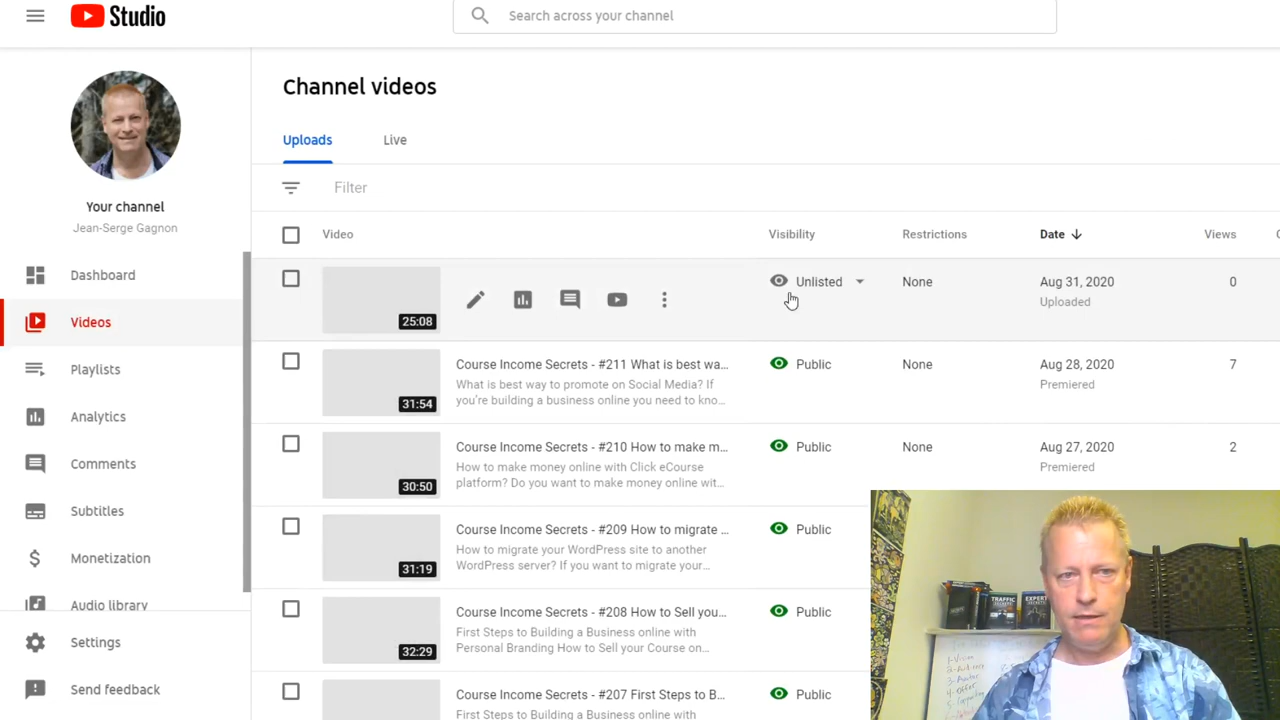 Studio
Search across your channel
Channel videos
Uploads
Live
Your channel
Jean-Serge Gagnon
Filter
Video
Visibility
Restrictions
Date
Views
Dashboard
Videos
Playlists
Analytics
Comments
Subtitles
Monetization
Audio library
Settings
Send feedback
25:08
Unlisted
None
Aug 31, 2020
Uploaded
0
31:54
Course Income Secrets - #211 What is best wa...
What is best way to promote on Social Media? If
you're building a business online you need to kno...
Public
None
Aug 28, 2020
Premiered
7
30:50
Course Income Secrets - #210 How to make m...
How to make money online with Click eCourse
platform? Do you want to make money online wit...
Public
None
Aug 27, 2020
Premiered
2
31:19
Course Income Secrets - #209 How to migrate ...
How to migrate your WordPress site to another
WordPress server? If you want to migrate your...
Public
32:29
Course Income Secrets - #208 How to Sell you...
First Steps to Building a Business online with
Personal Branding How to Sell your Course on...
Public
Course Income Secrets - #207 First Steps to B...
First Steps to Building a Business online with
Public
TRAFFIC
EXPERT